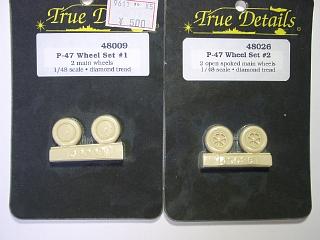 True Details
¥500
48009
P-47 Wheel Set #1
2 main wheels
1/48 scale • diamond tread
True Details
48026
P-47 Wheel Set #2
2 open spoked main wheels
1/48 scale • diamond tread